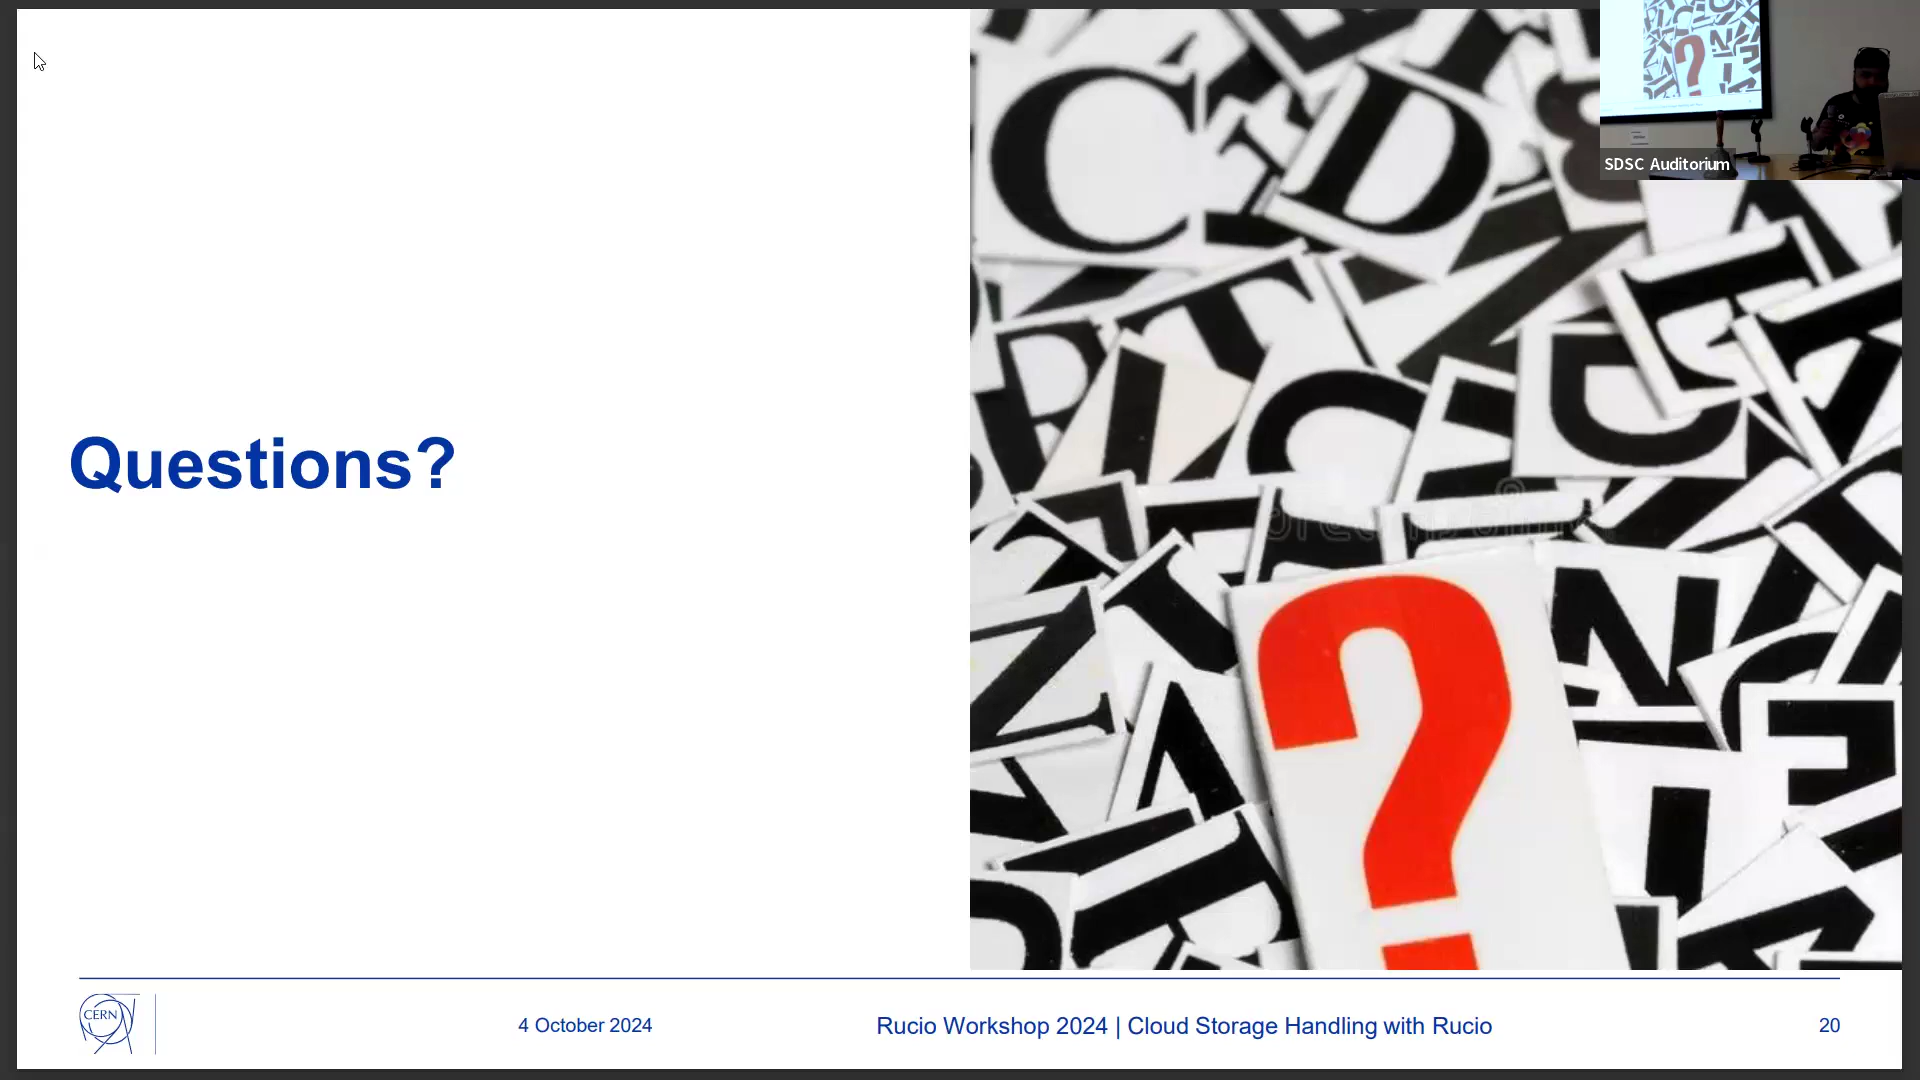 SDSC Auditorium
Questions?
CERN
4 October 2024
Rucio Workshop 2024 | Cloud Storage Handling with Rucio
20